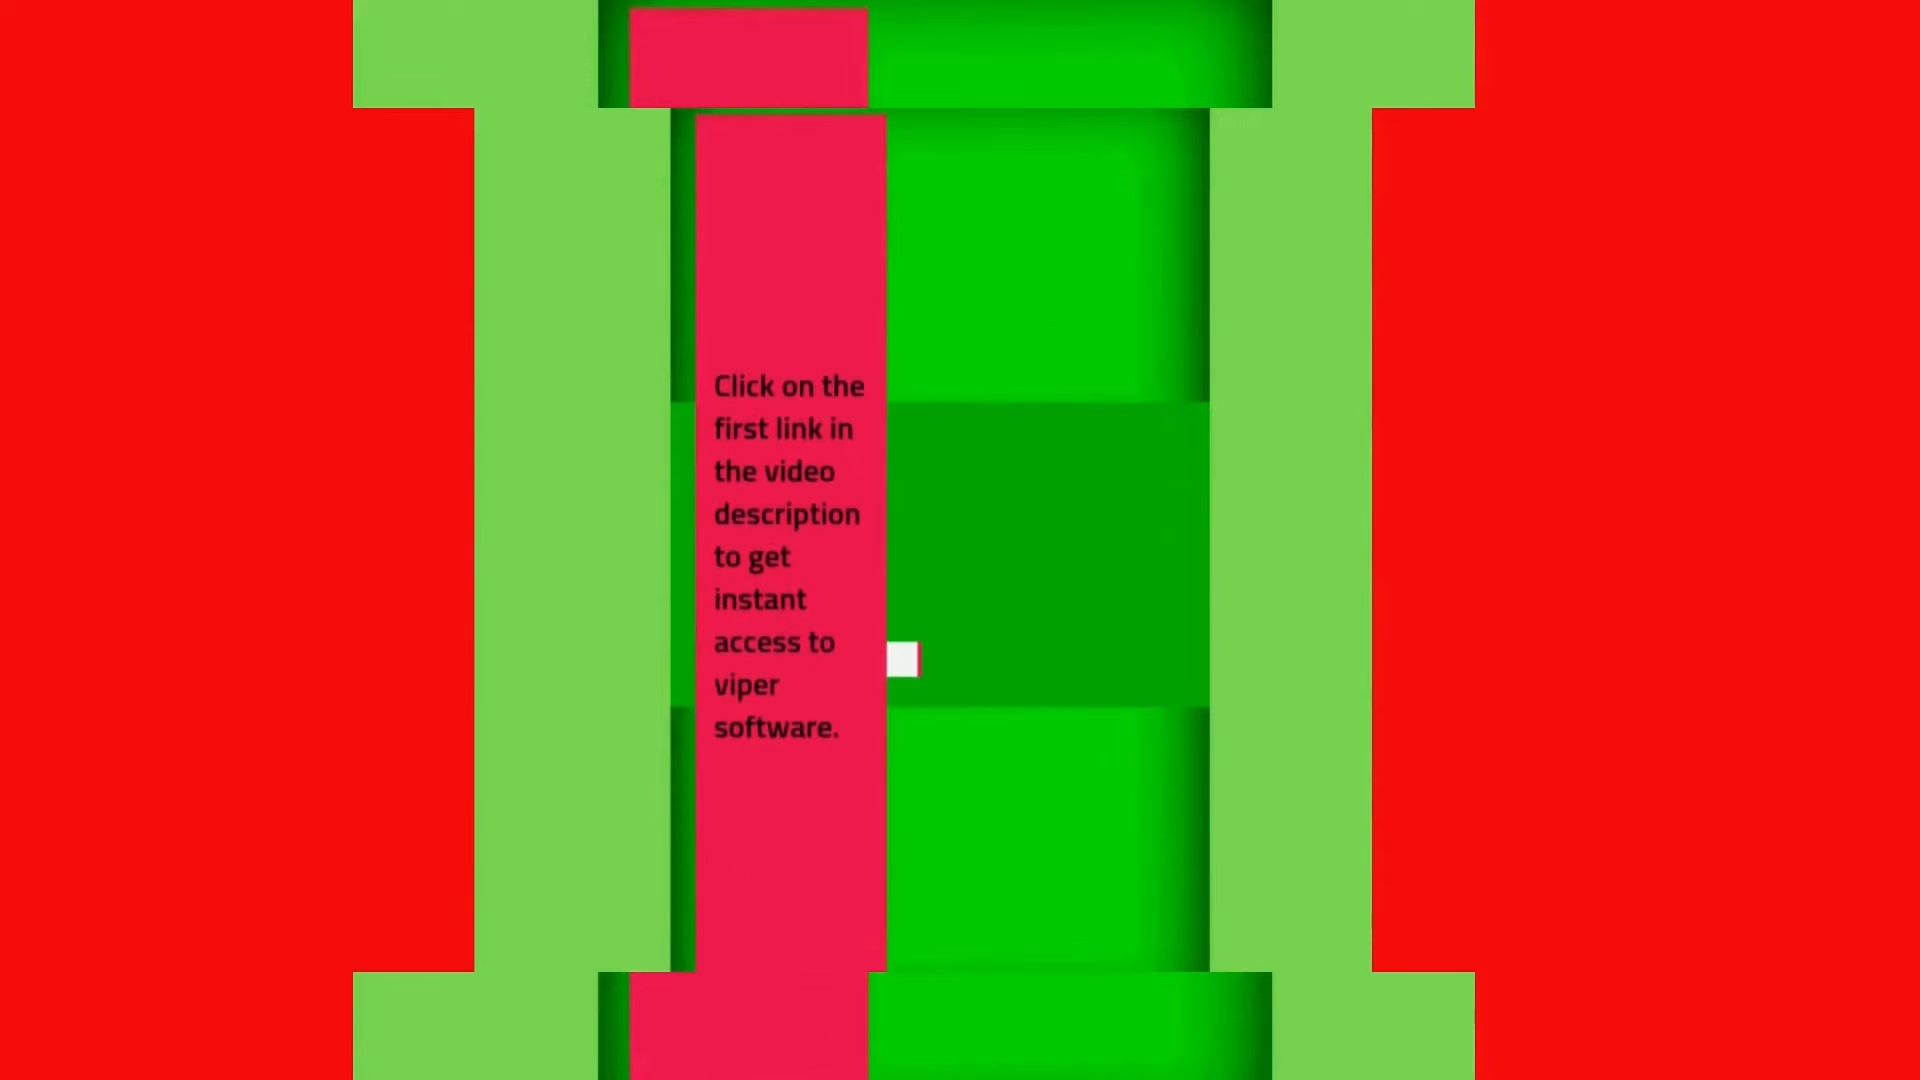 Click on the
first link in
the video
description
to get
instant
access to
viper
software.